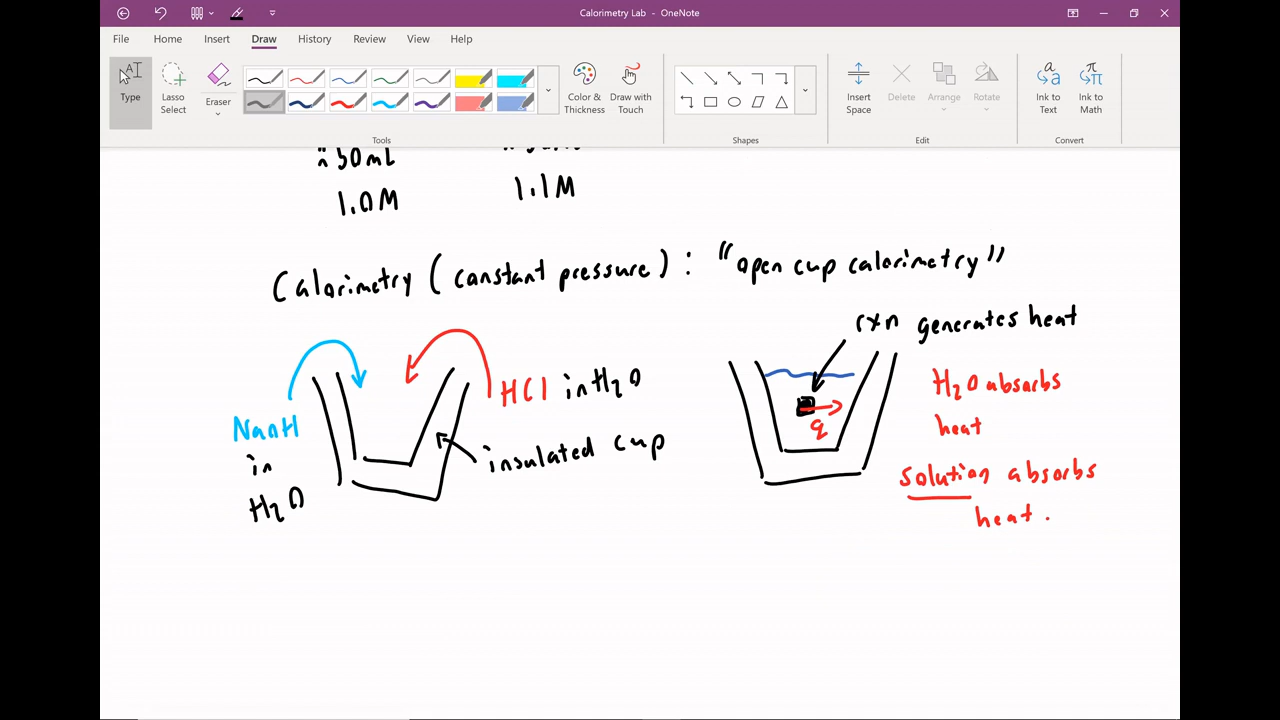 Calorimetry Lab - OneNote
File Home Insert Draw History Review View Help
Type
Lasso Select
Eraser
Color & Thickness
Draw with Touch
Insert Space
Delete
Arrange
Rotate
Ink to Text
Ink to Math
Tools
Shapes
Edit
Convert
≈ 50mL
1.0M 1.1M
Calorimetry (constant pressure) : "open cup calorimetry"
rxn generates heat
HCl in H2O
H2O absorbs
heat
NaOH
in
H2O
insulated cup
q
solution absorbs
heat.